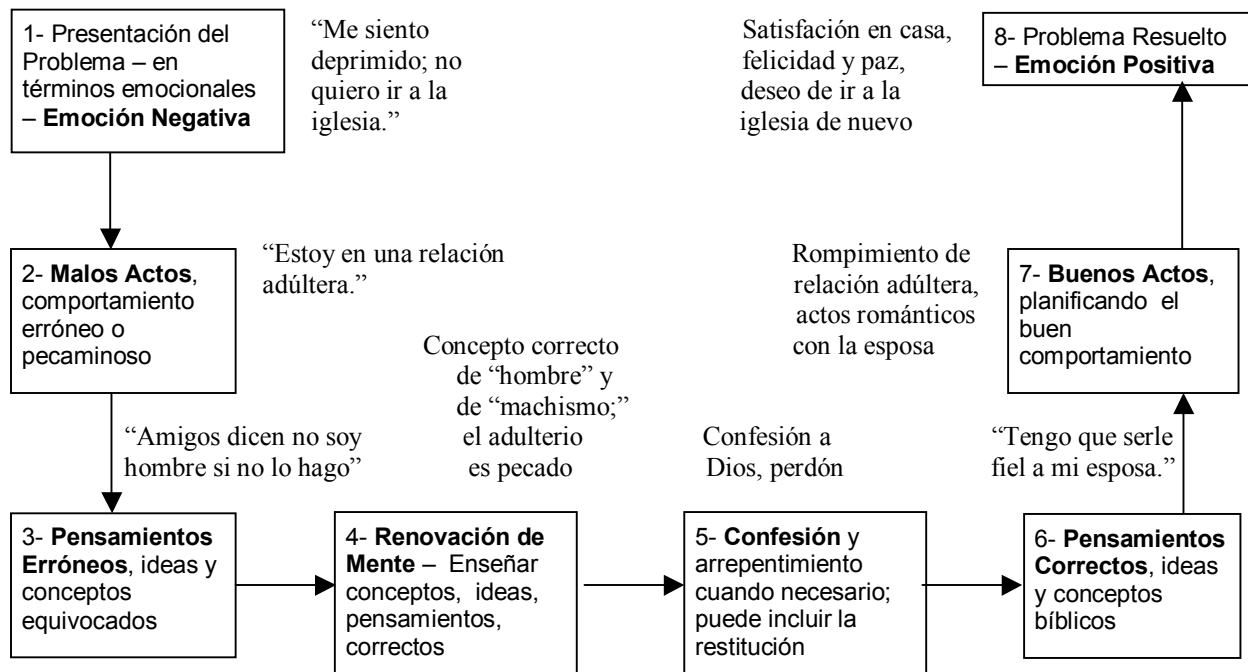 1- Presentación del
Problema – en
términos emocionales
– Emoción Negativa
“Me siento
deprimido; no
quiero ir a la
iglesia.”
2- Malos Actos,
comportamiento
erróneo o
pecaminoso
“Estoy en una relación
adúltera.”
“Amigos dicen no soy
hombre si no lo hago”
3- Pensamientos
Erróneos, ideas y
conceptos
equivocados
Concepto correcto
de “hombre” y
de “machismo;”
el adulterio
es pecado
4- Renovación de
Mente – Enseñar
conceptos, ideas,
pensamientos,
correctos
Confesión a
Dios, perdón
5- Confesión y
arrepentimiento
cuando necesario;
puede incluir la
restitución
“Tengo que serle
fiel a mi esposa.”
6- Pensamientos
Correctos, ideas
y conceptos
bíblicos
Rompimiento de
relación adúltera,
actos románticos
con la esposa
7- Buenos Actos,
planificando el
buen
comportamiento
Satisfacción en casa,
felicidad y paz,
deseo de ir a la
iglesia de nuevo
8- Problema Resuelto
– Emoción Positiva